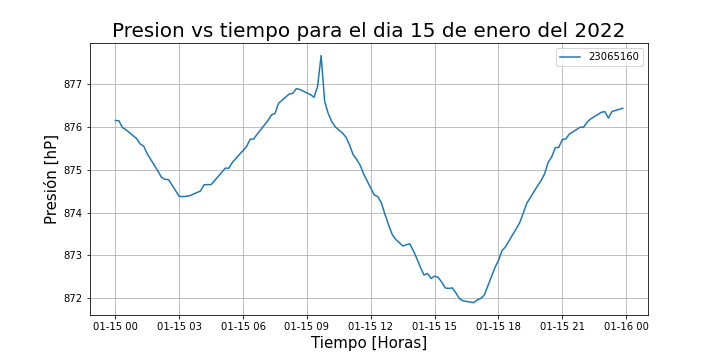 Presion vs tiempo para el dia 15 de enero del 2022
23065160
877
876
875
874
873
872
Presión [hP]
01-15 00 01-15 03 01-15 06 01-15 09 01-15 12 01-15 15 01-15 18 01-15 21 01-16 00
Tiempo [Horas]